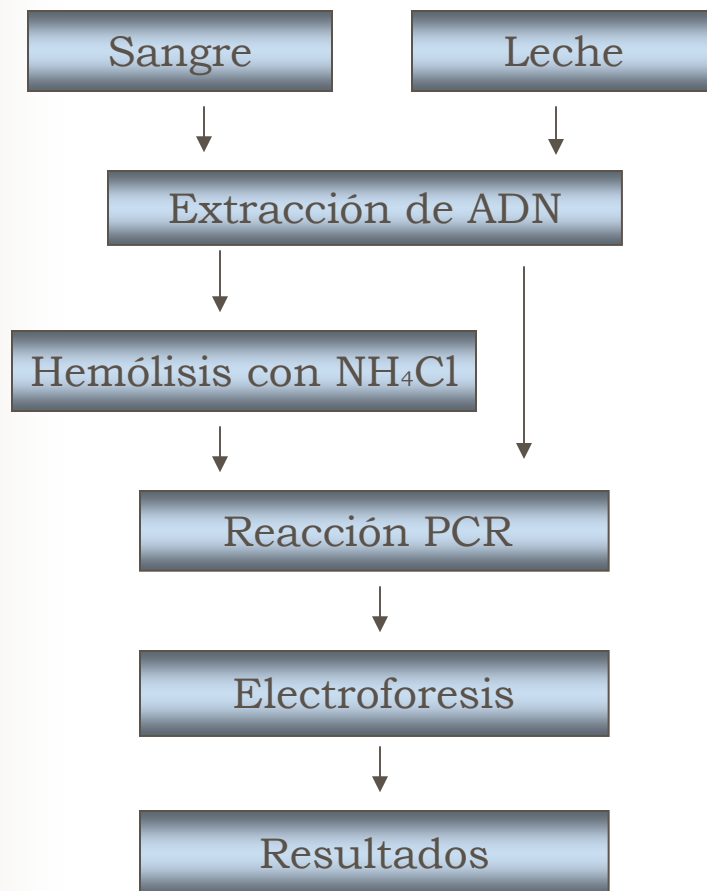 Sangre
Leche
Extracción de ADN
Hemólisis con NH₄Cl
Reacción PCR
Electroforesis
Resultados